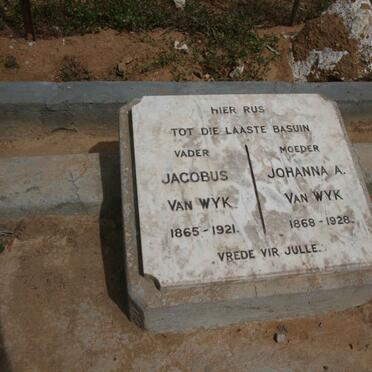 HIER RUS
TOT DIE LAASTE BASUIN
VADER
JACOBUS
VAN WYK
1865-1921.
MOEDER
JOHANNA A.
VAN WYK
1868-1928.
VREDE VIR JULLE.